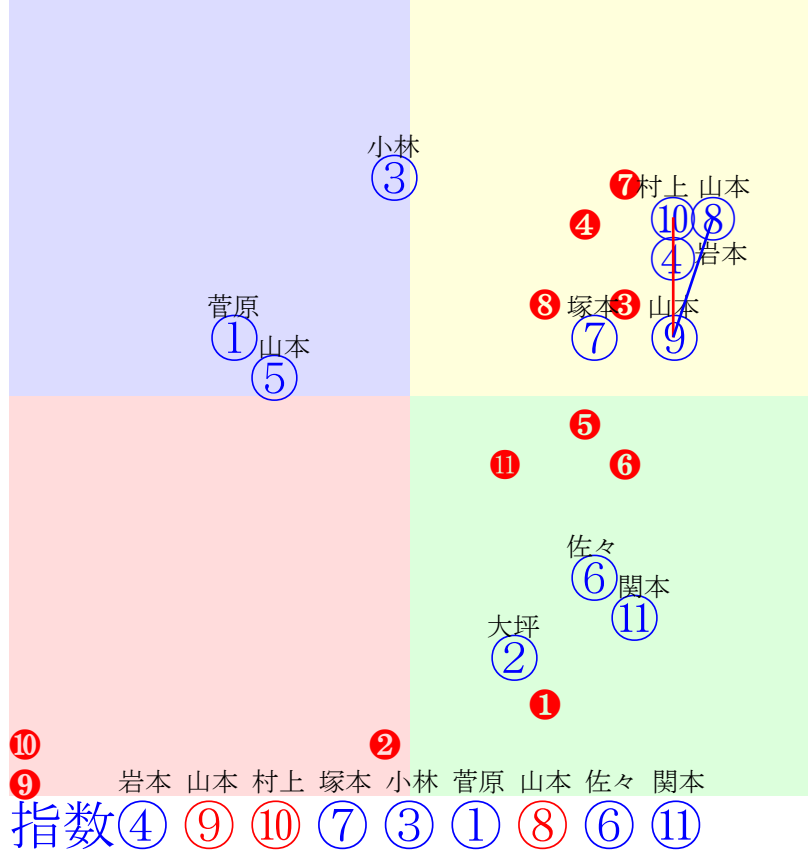 小林
③
❼
村上 山本
⑩ ⑧
❹
④ 岩本
菅原
❽ 塚本 ❸ 山本
① ⑦ ⑨
山本
⑤
❺
⓫ ❻
佐々
⑥
関本
⑪
大坪
②
❶
❿ ❷
❾ 岩本 山本 村上 塚本 小林 菅原 山本 佐々 関本
指数 ④ ⑨ ⑩ ⑦ ③ ① ⑧ ⑥ ⑪